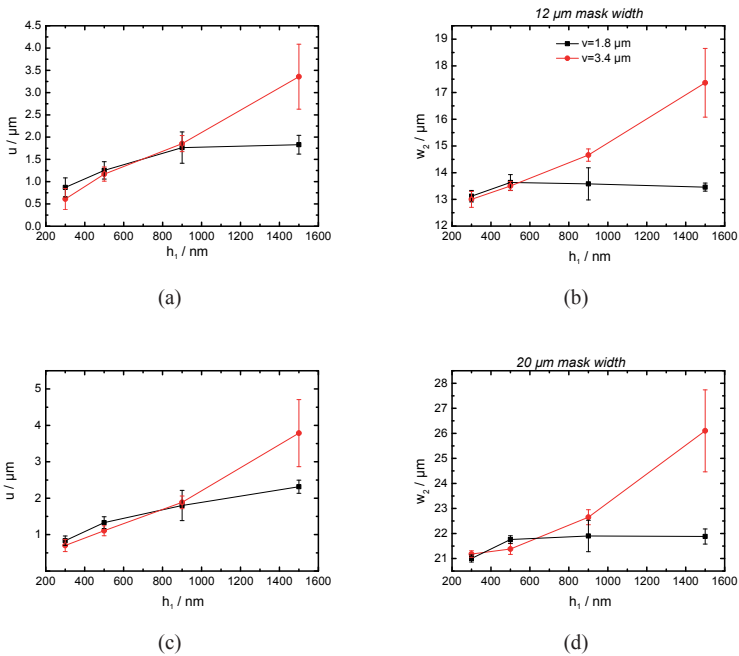 12 µm mask width
4.5
4.0
3.5
3.0
2.5
2.0
1.5
1.0
0.5
0.0
u / µm
200 400 600 800 1000 1200 1400 1600
h₁ / nm
(a)
v=1.8 µm
v=3.4 µm
19
18
17
16
15
14
13
12
w₂ / µm
200 400 600 800 1000 1200 1400 1600
h₁ / nm
(b)
5
4
3
2
1
u / µm
200 400 600 800 1000 1200 1400 1600
h₁ / nm
(c)
20 µm mask width
28
27
26
25
24
23
22
21
w₂ / µm
200 400 600 800 1000 1200 1400 1600
h₁ / nm
(d)